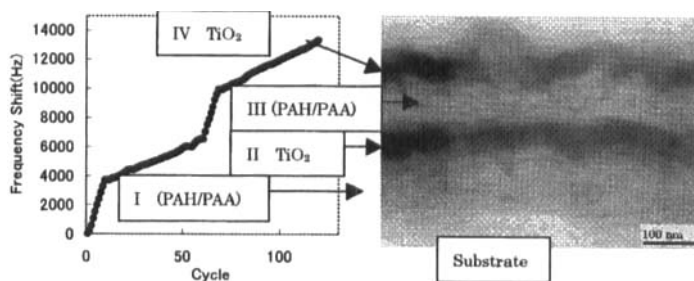 IV TiO₂
14000
12000
10000
8000
6000
4000
2000
0
Frequency Shift(Hz)
0
50
100
Cycle
III (PAH/PAA)
II TiO₂
I (PAH/PAA)
100 nm
Substrate